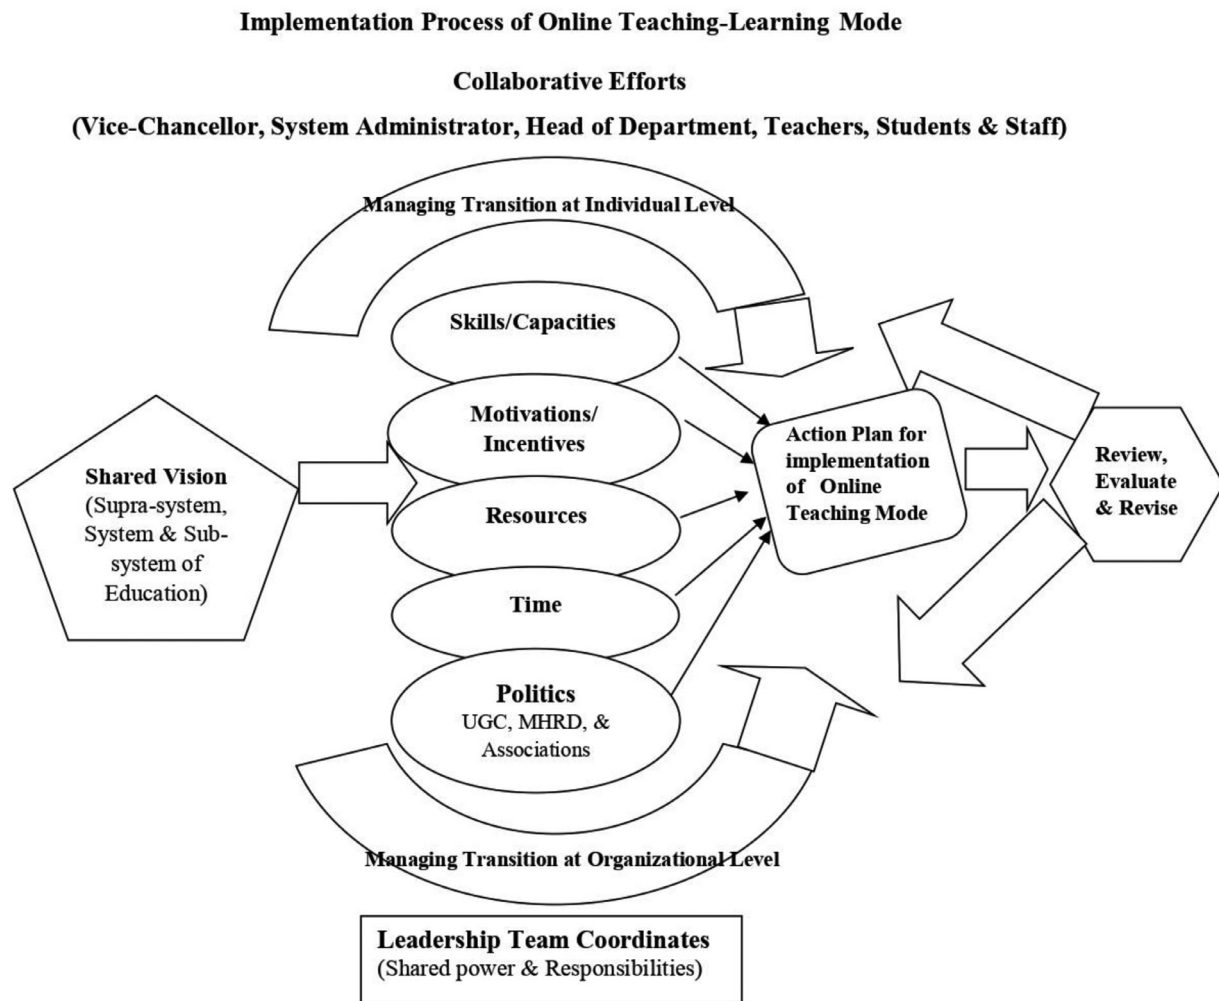 Implementation Process of Online Teaching-Learning Mode
Collaborative Efforts
(Vice-Chancellor, System Administrator, Head of Department, Teachers, Students & Staff)
Managing Transition at Individual Level
Skills/Capacities
Motivations/
Incentives
Resources
Time
Politics
UGC, MHRD, &
Associations
Shared Vision
(Supra-system,
System & Sub-
system of
Education)
Action Plan for
implementation
of Online
Teaching Mode
Review,
Evaluate
& Revise
Managing Transition at Organizational Level
Leadership Team Coordinates
(Shared power & Responsibilities)